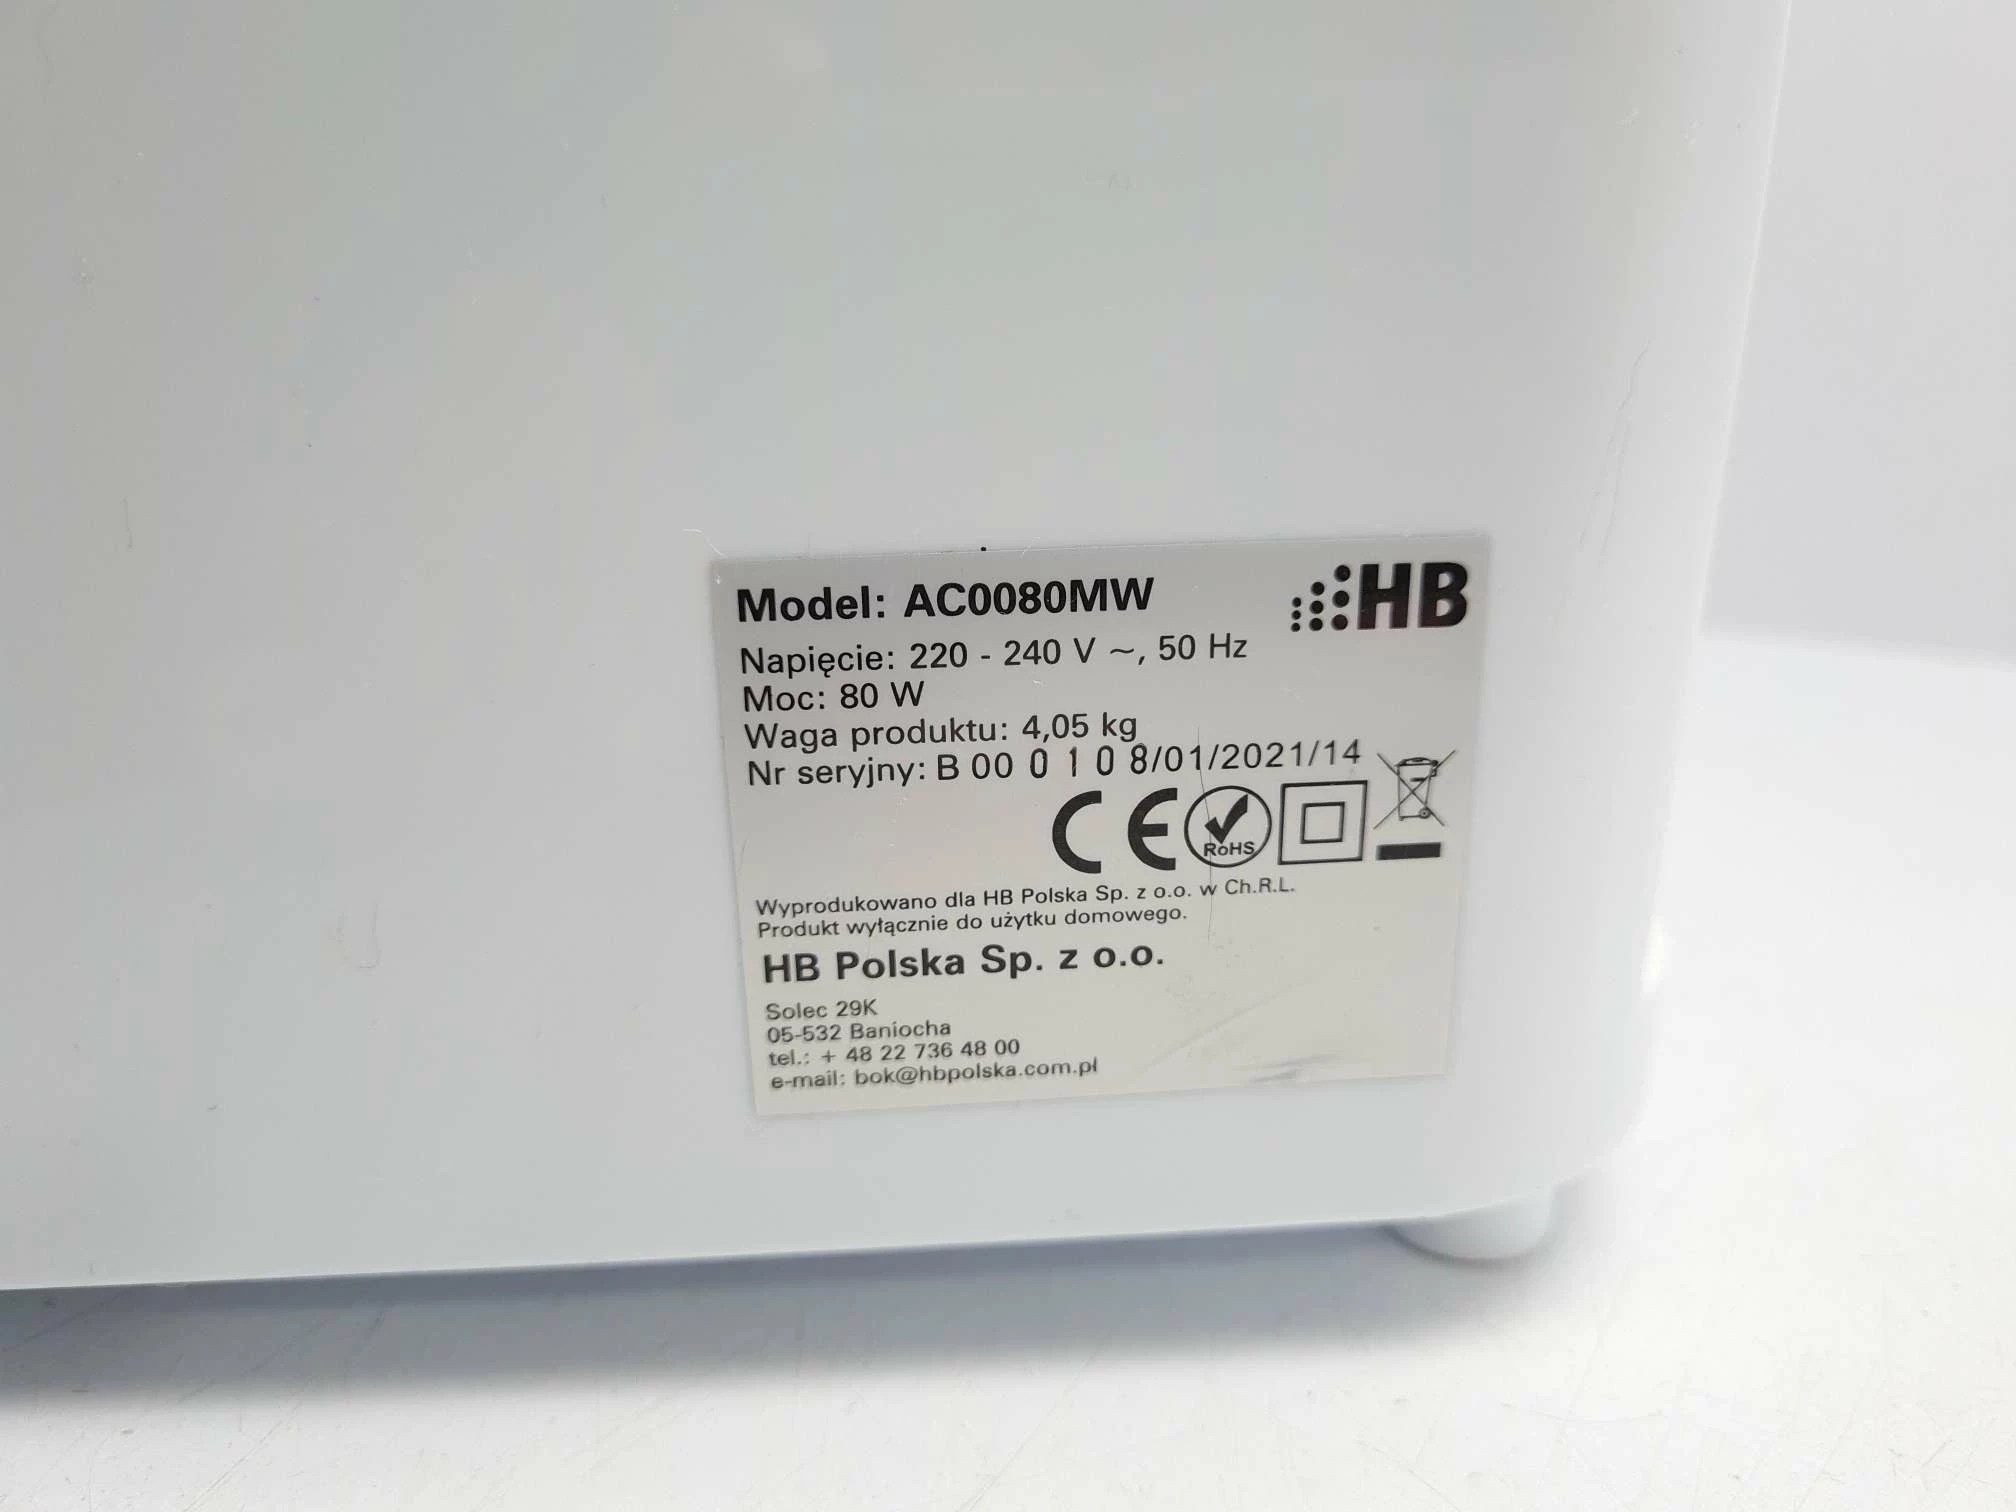 Model: AC0080MW
HB
Napięcie: 220 - 240 V ~, 50 Hz
Moc: 80 W
Waga produktu: 4,05 kg
Nr seryjny: B 00 0 1 0 8/01/2021/14
CE
RoHS
Wyprodukowano dla HB Polska Sp. z o.o. w Ch.R.L.
Produkt wyłącznie do użytku domowego.
HB Polska Sp. z o.o.
Solec 29K
05-532 Baniocha
tel.: + 48 22 736 48 00
e-mail: bok@hbpolska.com.pl